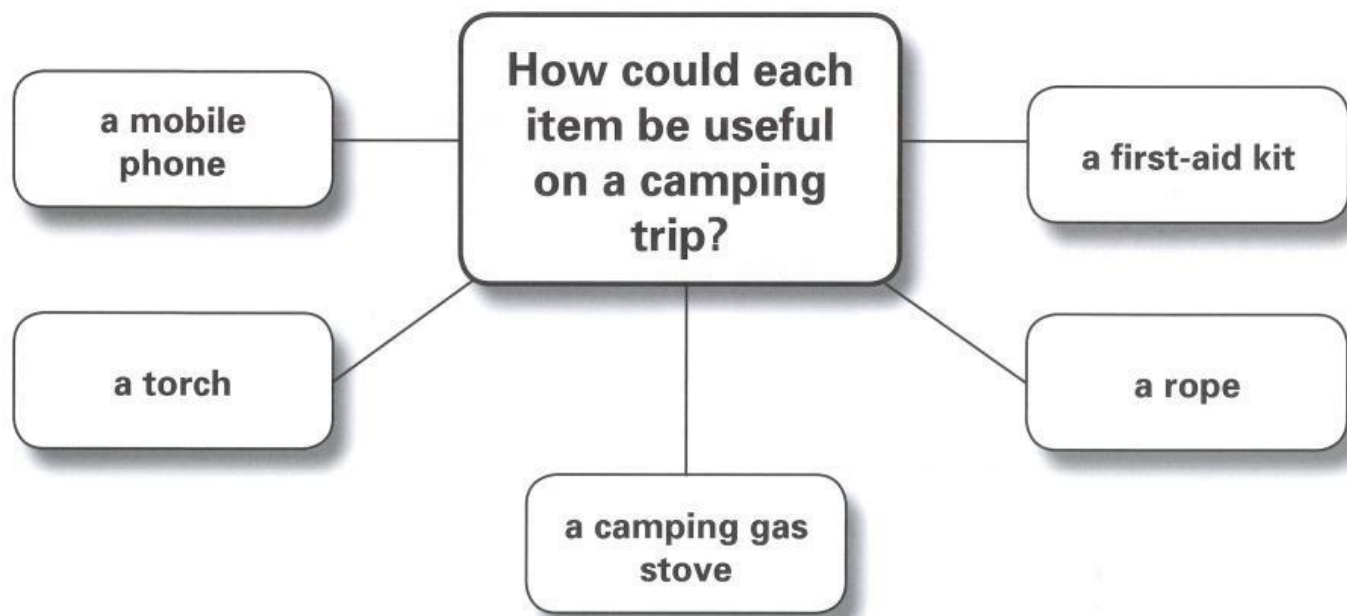 How could each
item be useful
on a camping
trip?
a mobile
phone
a first-aid kit
a torch
a rope
a camping gas
stove